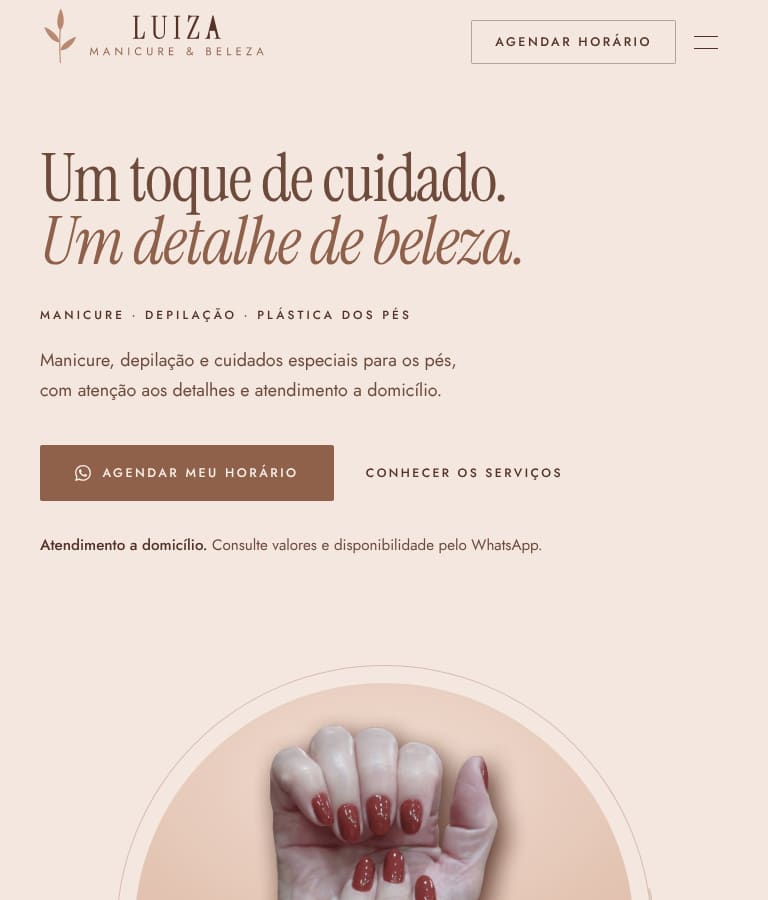 LUIZA
MANICURE & BELEZA
AGENDAR HORÁRIO
Um toque de cuidado.
Um detalhe de beleza.
MANICURE · DEPILAÇÃO · PLÁSTICA DOS PÉS
Manicure, depilação e cuidados especiais para os pés,
com atenção aos detalhes e atendimento a domicílio.
AGENDAR MEU HORÁRIO
CONHECER OS SERVIÇOS
Atendimento a domicílio. Consulte valores e disponibilidade pelo WhatsApp.